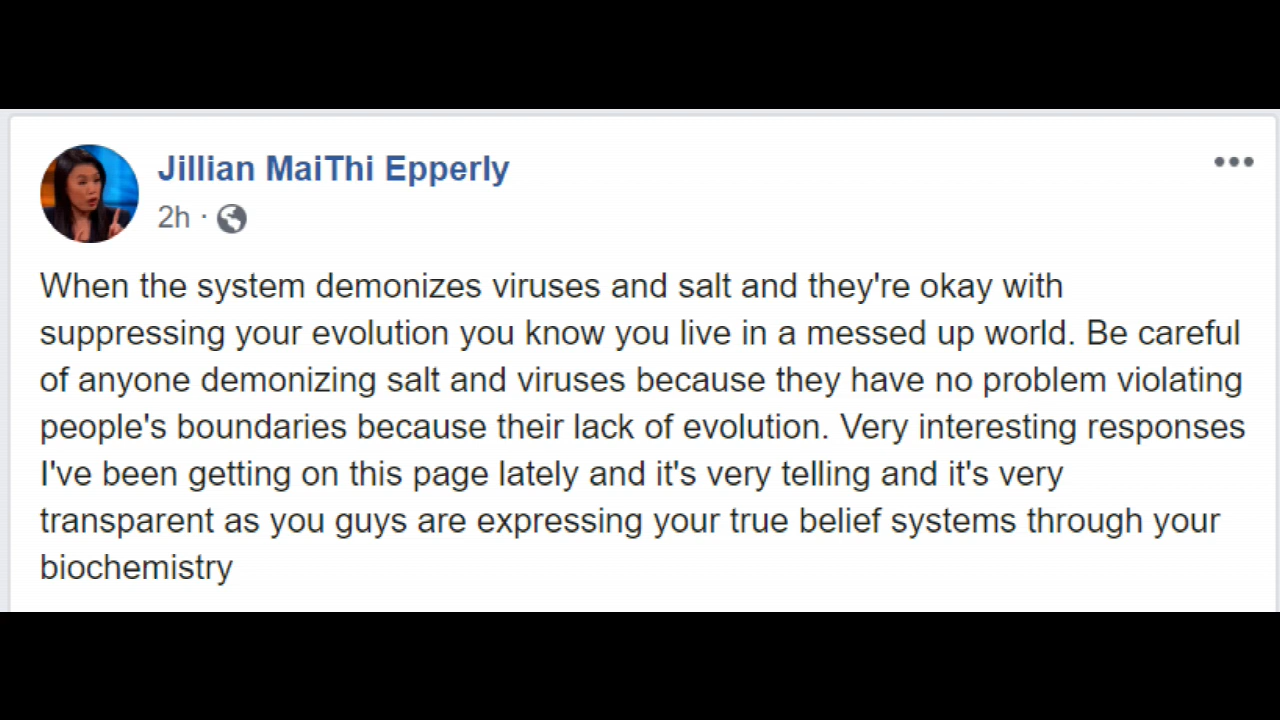 Jillian MaiThi Epperly
2h ·
When the system demonizes viruses and salt and they're okay with
suppressing your evolution you know you live in a messed up world. Be careful
of anyone demonizing salt and viruses because they have no problem violating
people's boundaries because their lack of evolution. Very interesting responses
I've been getting on this page lately and it's very telling and it's very
transparent as you guys are expressing your true belief systems through your
biochemistry